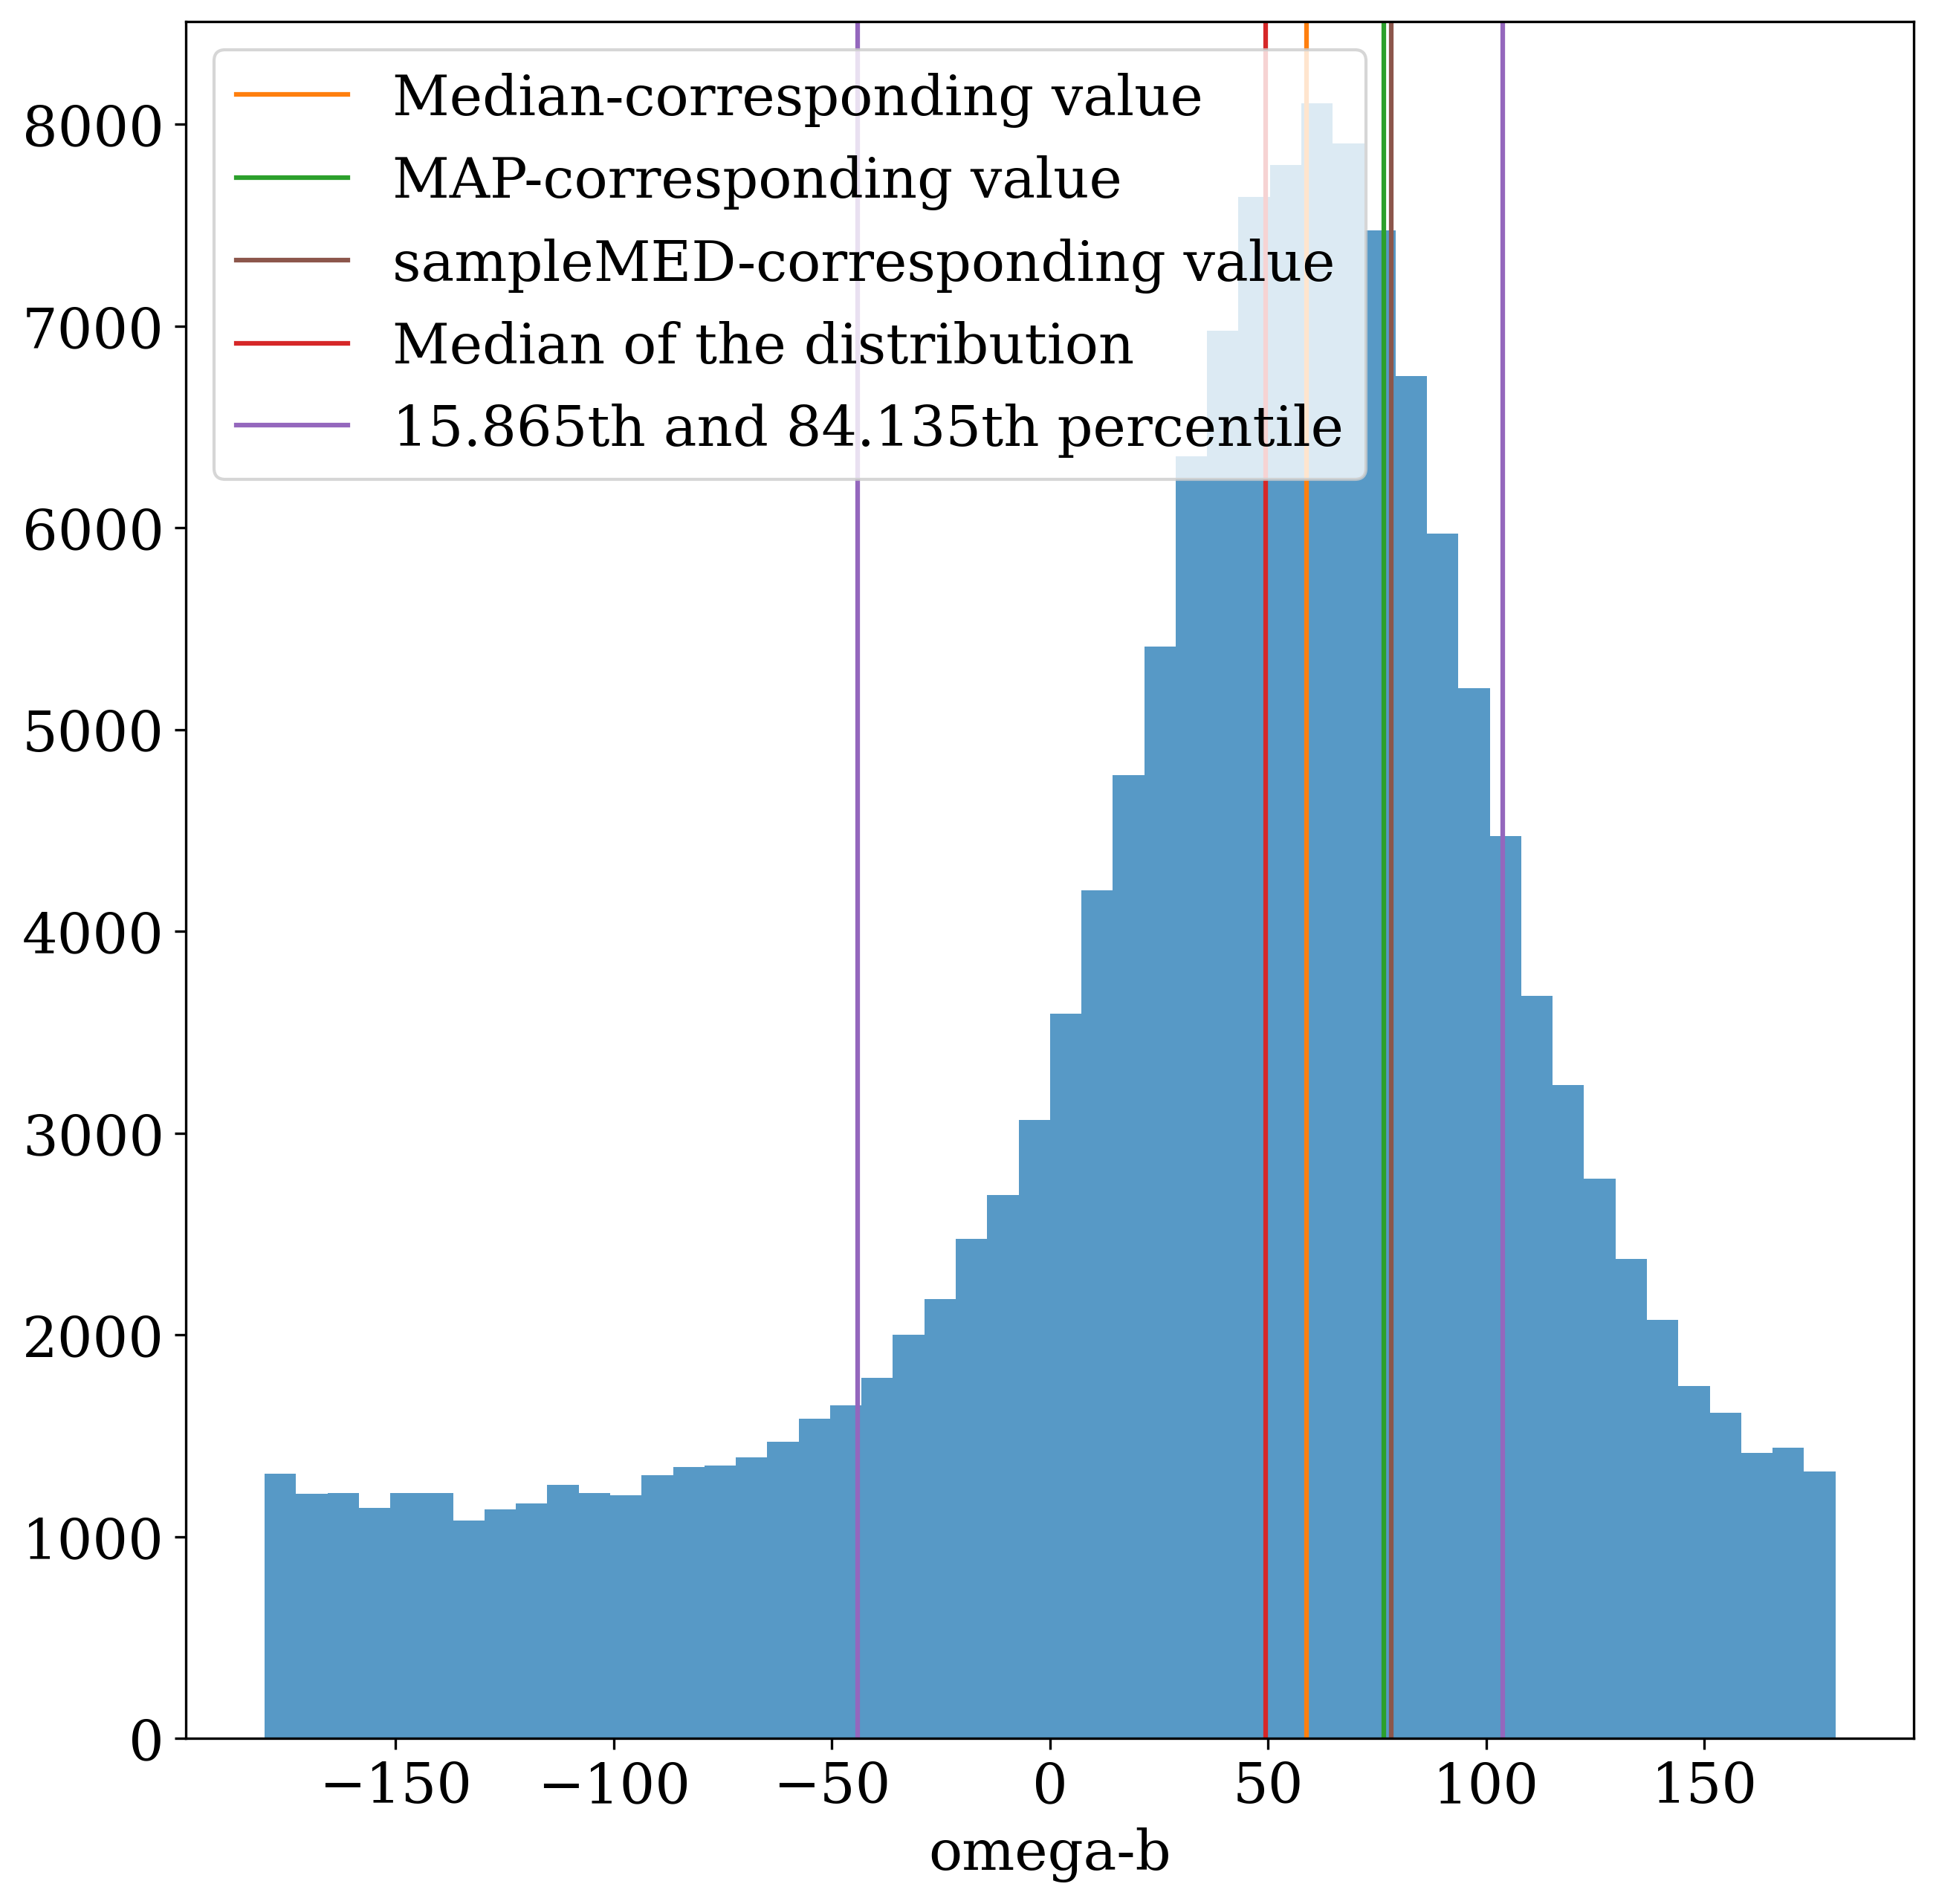 Median-corresponding value
MAP-corresponding value
sampleMED-corresponding value
Median of the distribution
15.865th and 84.135th percentile
8000
7000
6000
5000
4000
3000
2000
1000
0
−150 −100 −50 0 50 100 150
omega-b